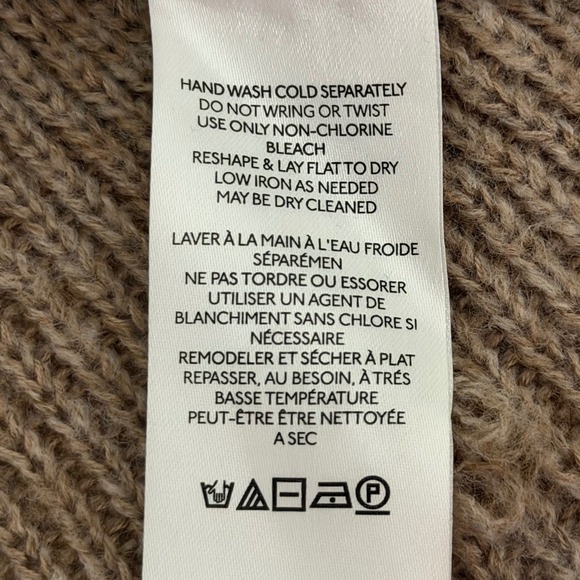 HAND WASH COLD SEPARATELY
DO NOT WRING OR TWIST
USE ONLY NON-CHLORINE
BLEACH
RESHAPE & LAY FLAT TO DRY
LOW IRON AS NEEDED
MAY BE DRY CLEANED
LAVER À LA MAIN À L'EAU FROIDE
SÉPARÉMEN
NE PAS TORDRE OU ESSORER
UTILISER UN AGENT DE
BLANCHIMENT SANS CHLORE SI
NÉCESSAIRE
REMODELER ET SÉCHER À PLAT
REPASSER, AU BESOIN, À TRÉS
BASSE TEMPÉRATURE
PEUT-ÊTRE ÊTRE NETTOYÉE
A SEC
P